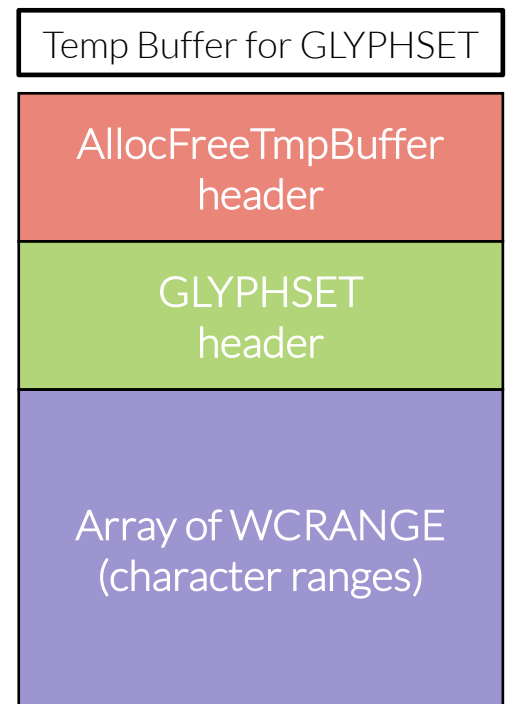 Temp Buffer for GLYPHSET
AllocFreeTmpBuffer
header
GLYPHSET
header
Array of WCRANGE
(character ranges)